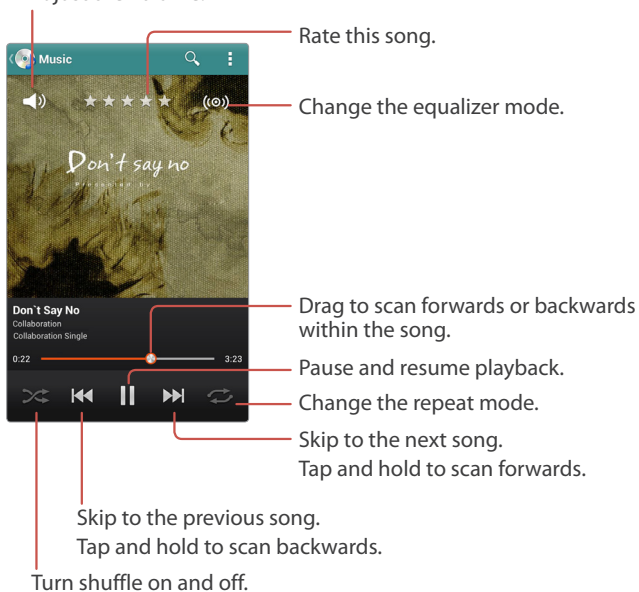 Rate this song.
Music
Change the equalizer mode.
Don't say no
Presented by
Don`t Say No
Collaboration
Collaboration Single
0:22
3:23
Drag to scan forwards or backwards
within the song.
Pause and resume playback.
Change the repeat mode.
Skip to the next song.
Tap and hold to scan forwards.
Skip to the previous song.
Tap and hold to scan backwards.
Turn shuffle on and off.